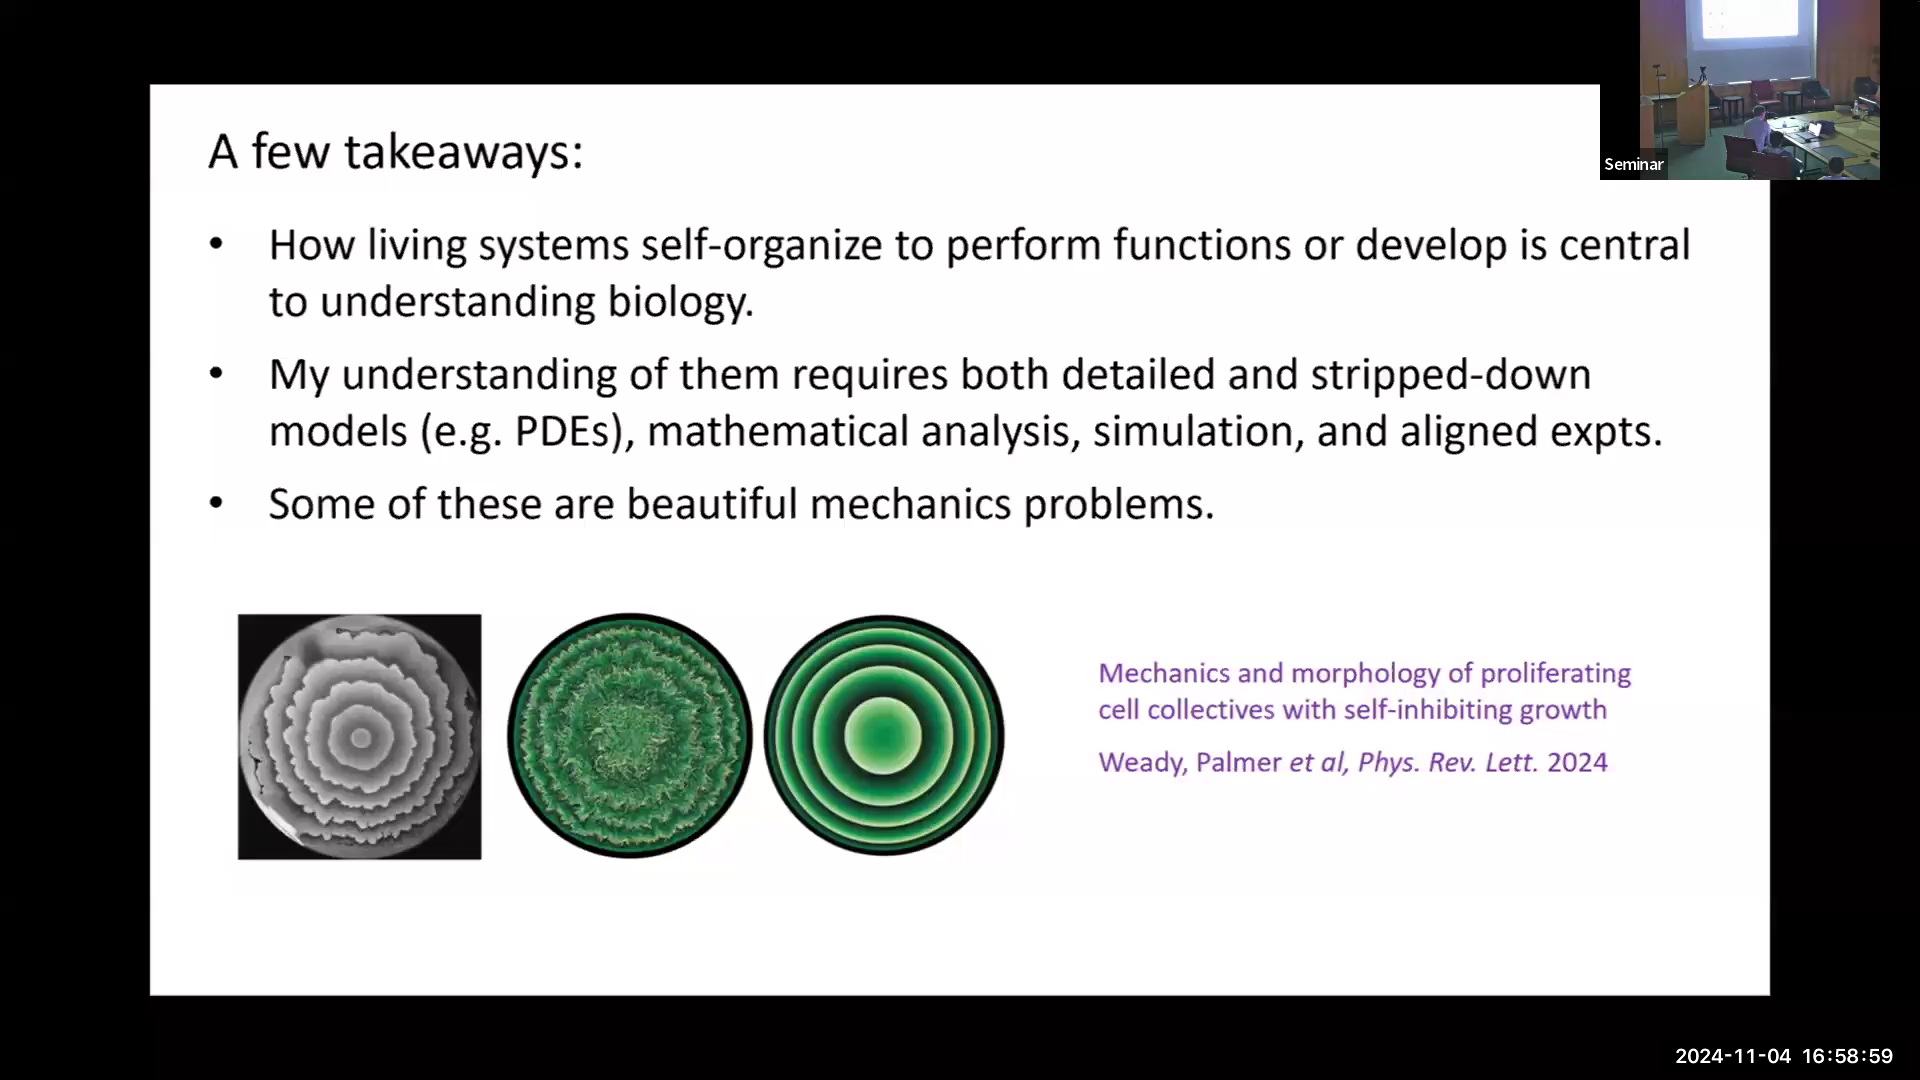 Seminar
A few takeaways:
• How living systems self-organize to perform functions or develop is central
to understanding biology.
• My understanding of them requires both detailed and stripped-down
models (e.g. PDEs), mathematical analysis, simulation, and aligned expts.
• Some of these are beautiful mechanics problems.
Mechanics and morphology of proliferating
cell collectives with self-inhibiting growth
Weady, Palmer et al, Phys. Rev. Lett. 2024
2024-11-04 16:58:59